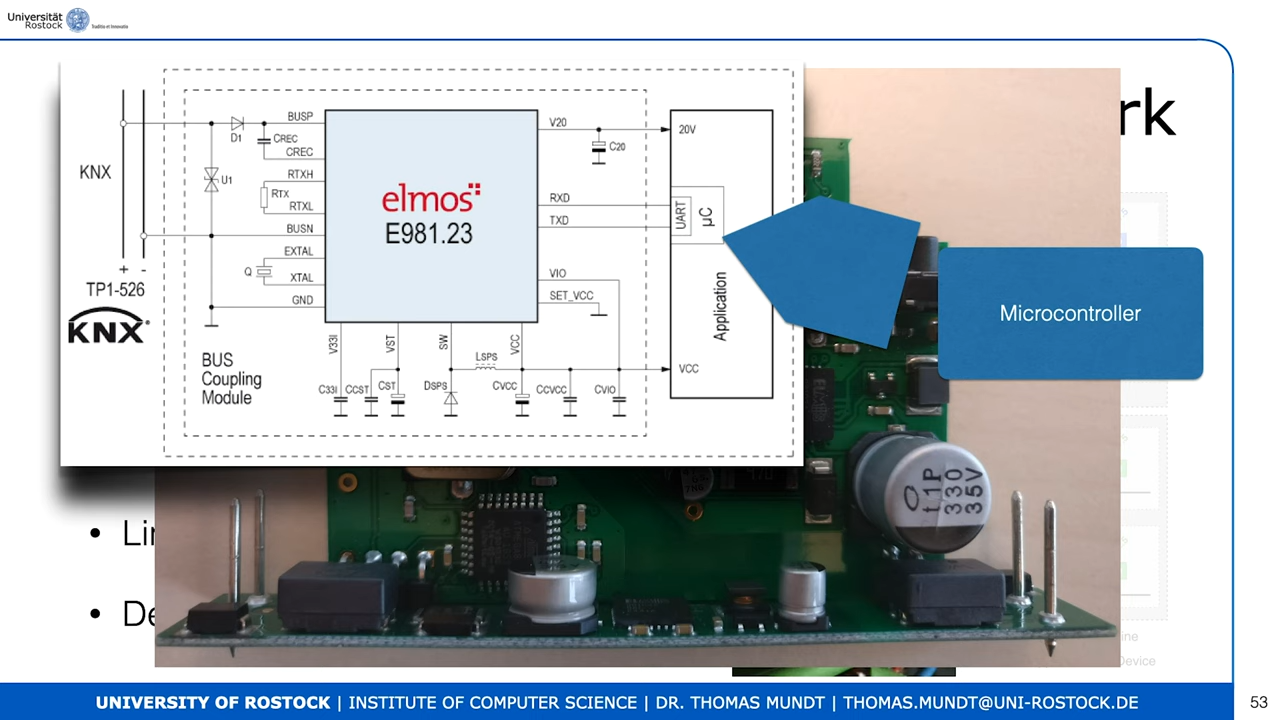 Universität
Rostock
Traditio et Innovatio
rk
BUSP
D1
CREC
CREC
KNX
U1
RTXH
RTX
RTXL
BUSN
EXTAL
Q
XTAL
GND
+ -
TP1-526
KNX®
elmos
E981.23
V20
C20
RXD
TXD
VIO
SET_VCC
20V
UART
µC
Application
VCC
V33I
VST
SW
VCC
LSPS
BUS
Coupling
Module
C33I
CCST
CST
DSPS
CVCC
CCVCC
CVIO
Microcontroller
t1P
330
35V
• Li
• De
ine
Device
UNIVERSITY OF ROSTOCK | INSTITUTE OF COMPUTER SCIENCE | DR. THOMAS MUNDT | THOMAS.MUNDT@UNI-ROSTOCK.DE
53